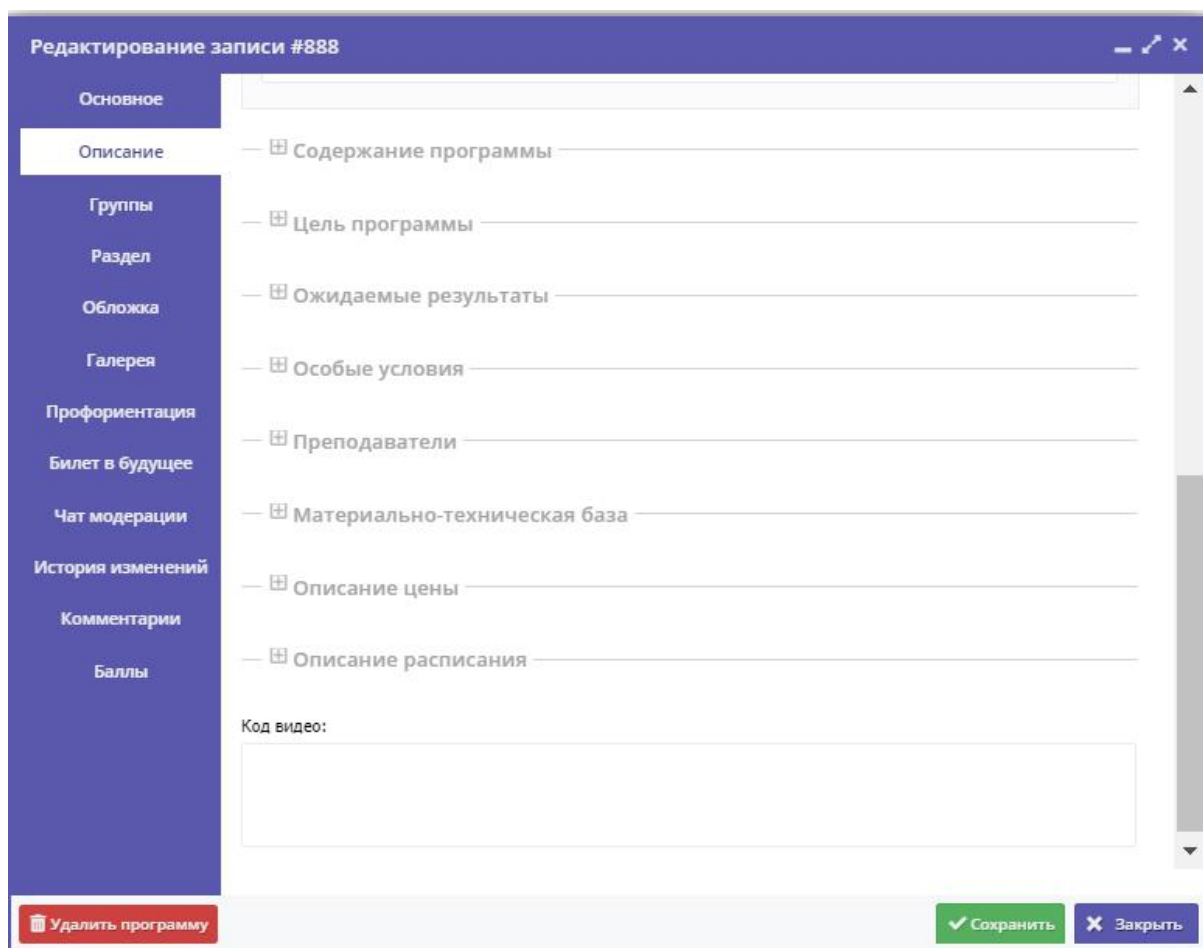 Редактирование записи #888
Основное
Описание
Группы
Раздел
Обложка
Галерея
Профориентация
Билет в будущее
Чат модерации
История изменений
Комментарии
Баллы
Содержание программы
Цель программы
Ожидаемые результаты
Особые условия
Преподаватели
Материально-техническая база
Описание цены
Описание расписания
Код видео:
Удалить программу
Сохранить
Закрыть